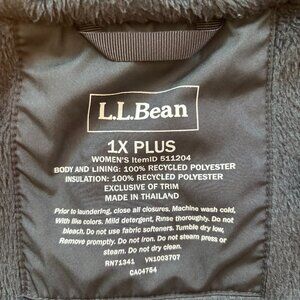 L.L.Bean
1X PLUS
WOMEN'S ItemID 511204
BODY AND LINING: 100% RECYCLED POLYESTER
INSULATION: 100% RECYCLED POLYESTER
EXCLUSIVE OF TRIM
MADE IN THAILAND
Prior to laundering, close all closures. Machine wash cold,
With like colors. Mild detergent, Rinse thoroughly. Do not
bleach. Do not use fabric softeners. Tumble dry low,
Remove promptly. Do not iron. Do not steam press or
steam. Do not dry clean.
RN71341 VN1003707
CA04754